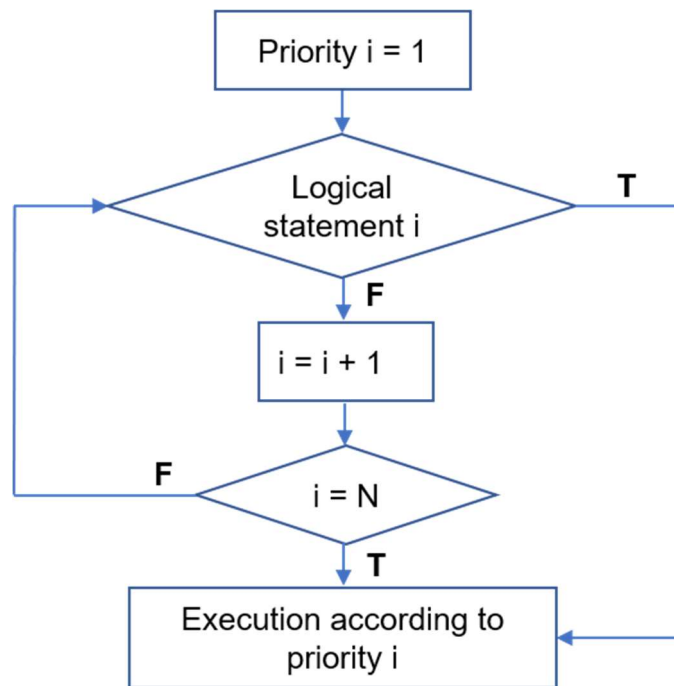 Priority i = 1
Logical
statement i
T
F
i = i + 1
F
i = N
T
Execution according to
priority i